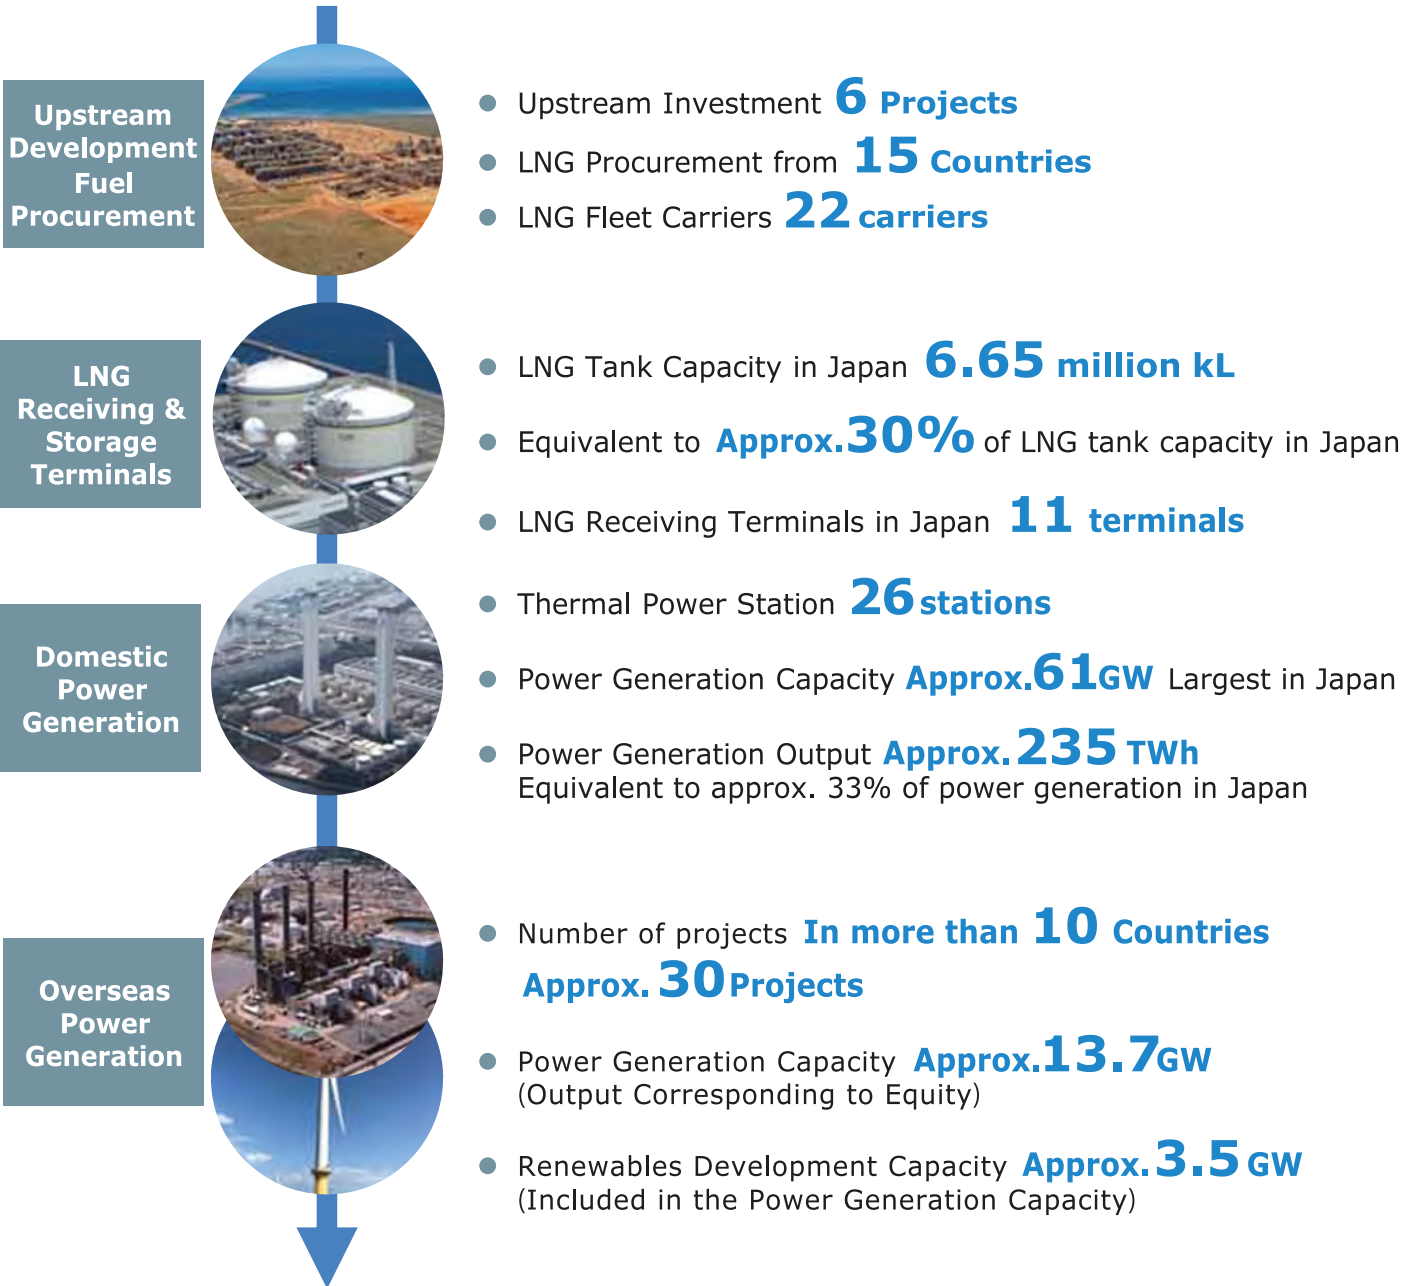 Upstream
Development
Fuel
Procurement
● Upstream Investment 6 Projects
● LNG Procurement from 15 Countries
● LNG Fleet Carriers 22 carriers
LNG
Receiving &
Storage
Terminals
● LNG Tank Capacity in Japan 6.65 million kL
● Equivalent to Approx.30% of LNG tank capacity in Japan
● LNG Receiving Terminals in Japan 11 terminals
Domestic
Power
Generation
● Thermal Power Station 26 stations
● Power Generation Capacity Approx.61GW Largest in Japan
● Power Generation Output Approx. 235 TWh
Equivalent to approx. 33% of power generation in Japan
Overseas
Power
Generation
● Number of projects In more than 10 Countries
Approx. 30 Projects
● Power Generation Capacity Approx.13.7GW
(Output Corresponding to Equity)
● Renewables Development Capacity Approx.3.5 GW
(Included in the Power Generation Capacity)